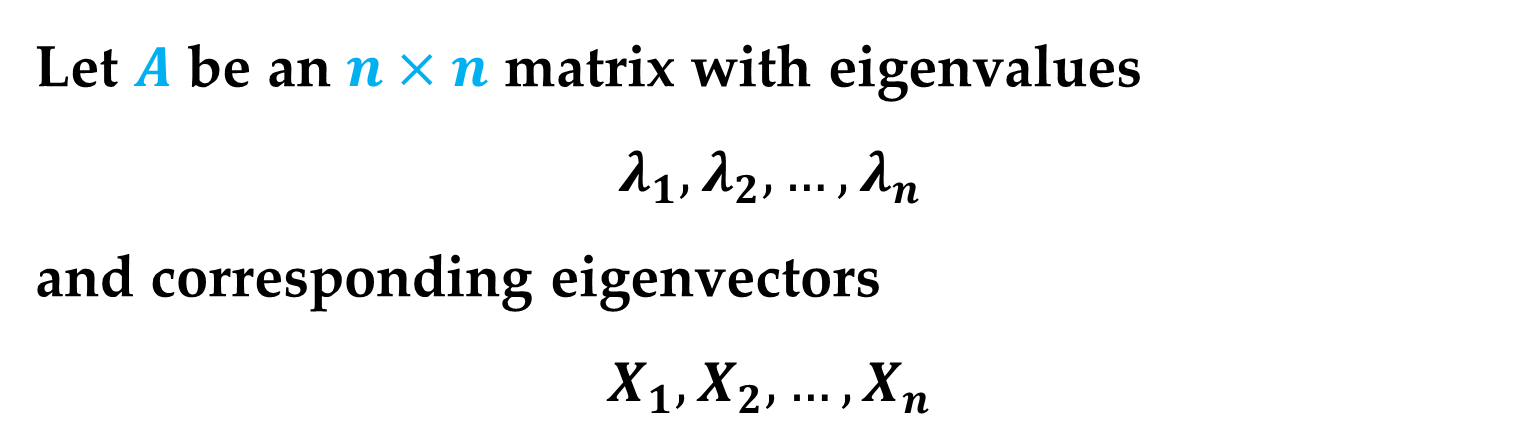 Let A be an n × n matrix with eigenvalues
λ₁, λ₂, … , λₙ
and corresponding eigenvectors
X₁, X₂, … , Xₙ